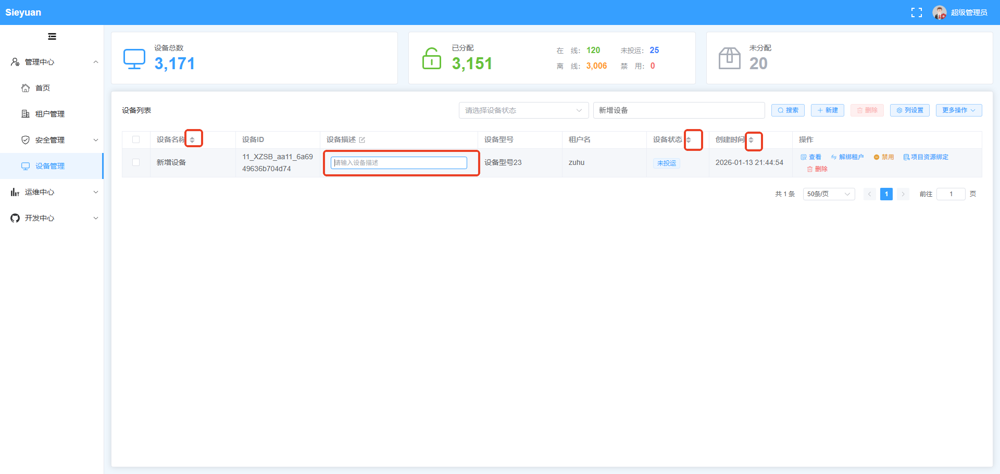 Sieyuan
超级管理员
管理中心
首页
租户管理
安全管理
设备管理
运维中心
开发中心
设备总数
3,171
已分配
3,151
在 线: 120 未投运: 25
离 线: 3,006 禁 用: 0
未分配
20
设备列表
请选择设备状态
新增设备
搜索
新建
删除
列设置
更多操作
设备名称 设备ID 设备描述 设备型号 租户名 设备状态 创建时间 操作
新增设备
11_XZSB_aa11_6a69
49636b704d74
请输入设备描述
设备型号23
zuhu
未投运
2026-01-13 21:44:54
查看 解绑租户 禁用 项目资源绑定
删除
共 1 条 50条/页 1 前往 1 页